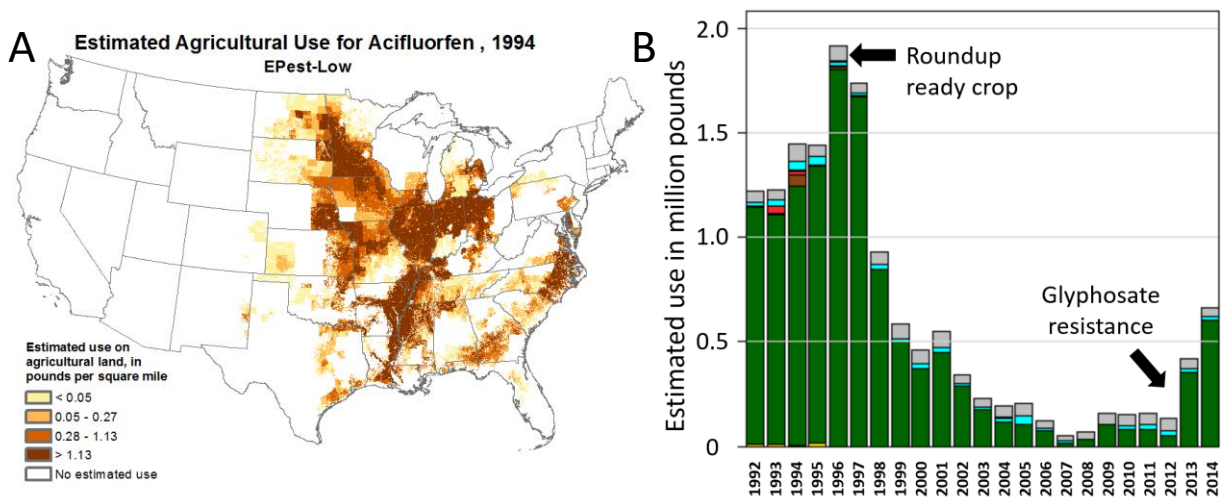 A
Estimated Agricultural Use for Acifluorfen , 1994
EPest-Low
Estimated use on
agricultural land, in
pounds per square mile
< 0.05
0.05 - 0.27
0.28 - 1.13
> 1.13
No estimated use
B
Estimated use in million pounds
2.0
1.5
1.0
0.5
0
Roundup
ready crop
Glyphosate
resistance
1992
1993
1994
1995
1996
1997
1998
1999
2000
2001
2002
2003
2004
2005
2006
2007
2008
2009
2010
2011
2012
2013
2014